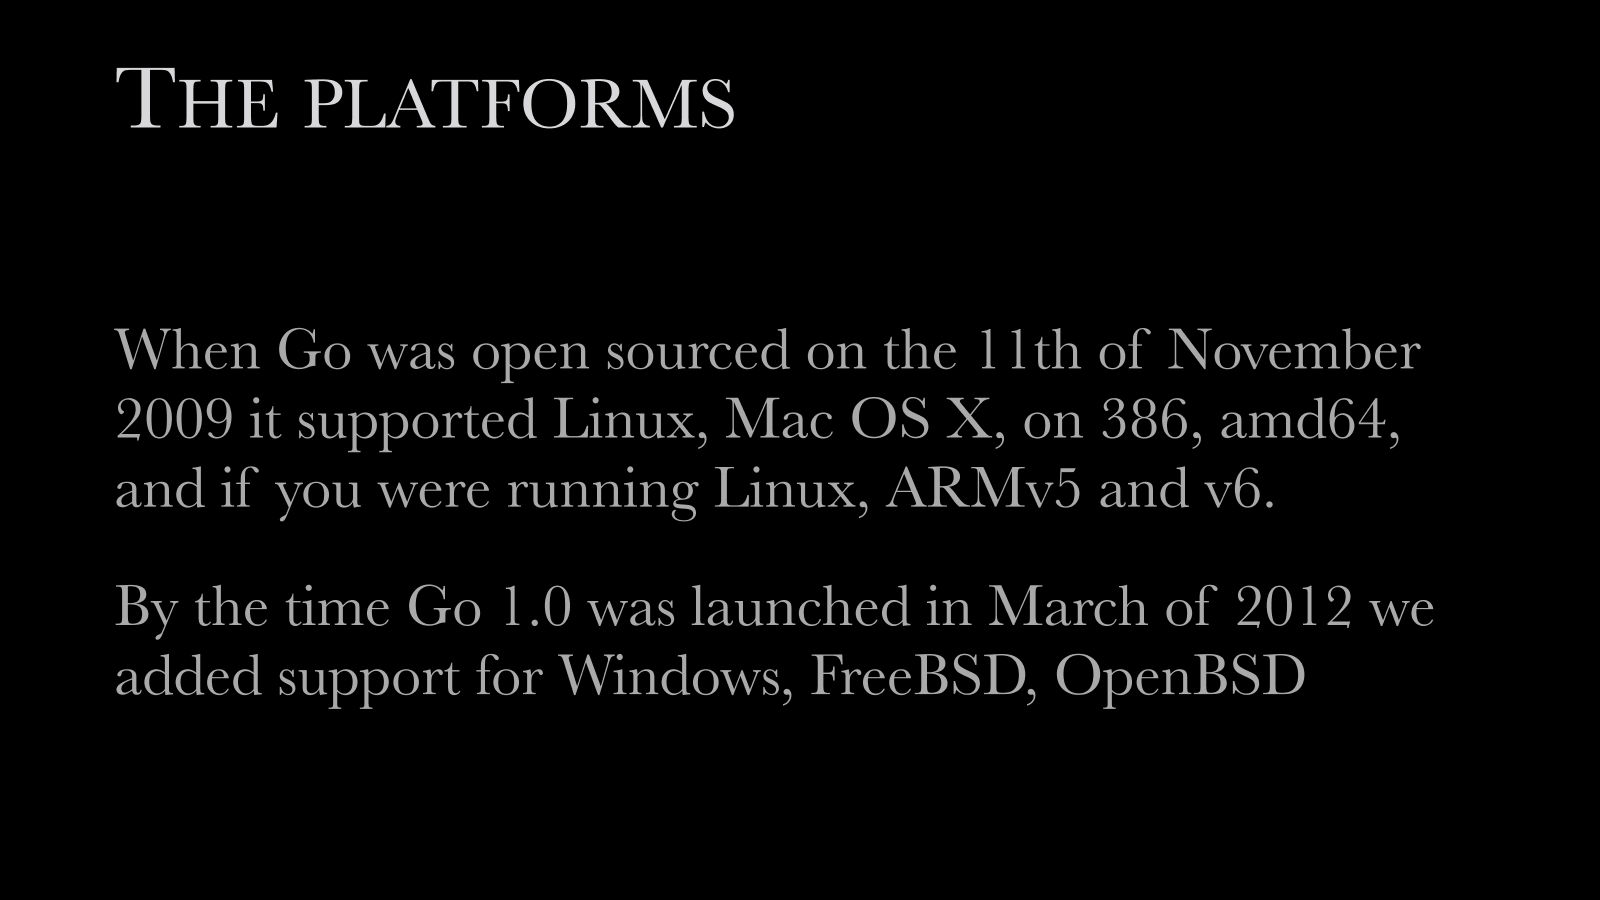 THE PLATFORMS
When Go was open sourced on the 11th of November
2009 it supported Linux, Mac OS X, on 386, amd64,
and if you were running Linux, ARMv5 and v6.
By the time Go 1.0 was launched in March of 2012 we
added support for Windows, FreeBSD, OpenBSD